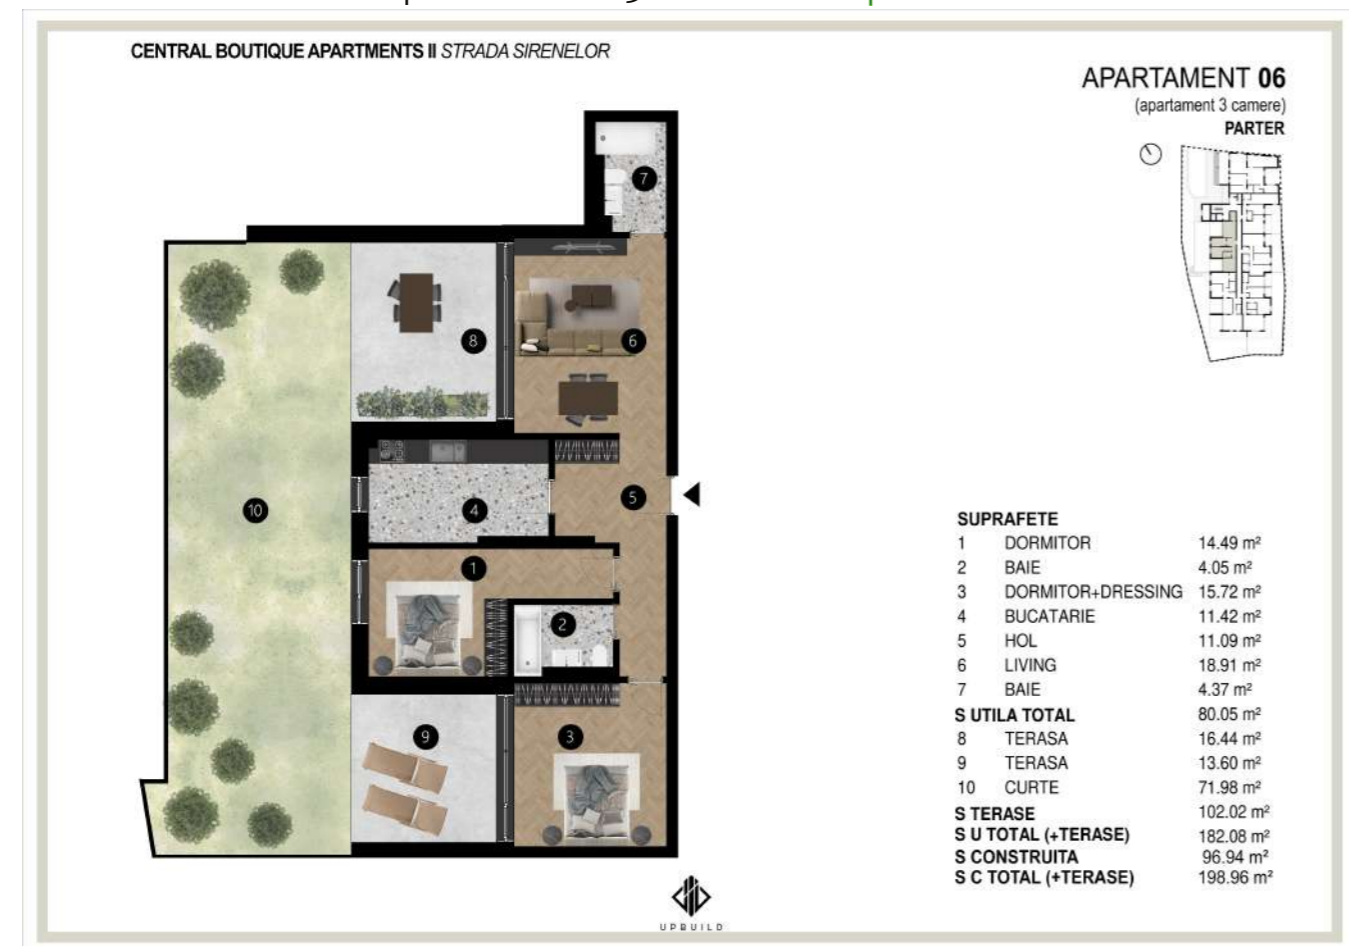 CENTRAL BOUTIQUE APARTMENTS II STRADA SIRENELOR
APARTAMENT 06
(apartament 3 camere)
PARTER
7
8
6
10
4
5
1
2
9
3
SUPRAFETE
1 DORMITOR 14.49 m²
2 BAIE 4.05 m²
3 DORMITOR+DRESSING 15.72 m²
4 BUCATARIE 11.42 m²
5 HOL 11.09 m²
6 LIVING 18.91 m²
7 BAIE 4.37 m²
S UTILA TOTAL 80.05 m²
8 TERASA 16.44 m²
9 TERASA 13.60 m²
10 CURTE 71.98 m²
S TERASE 102.02 m²
S U TOTAL (+TERASE) 182.08 m²
S CONSTRUITA 96.94 m²
S C TOTAL (+TERASE) 198.96 m²
UPBUILD